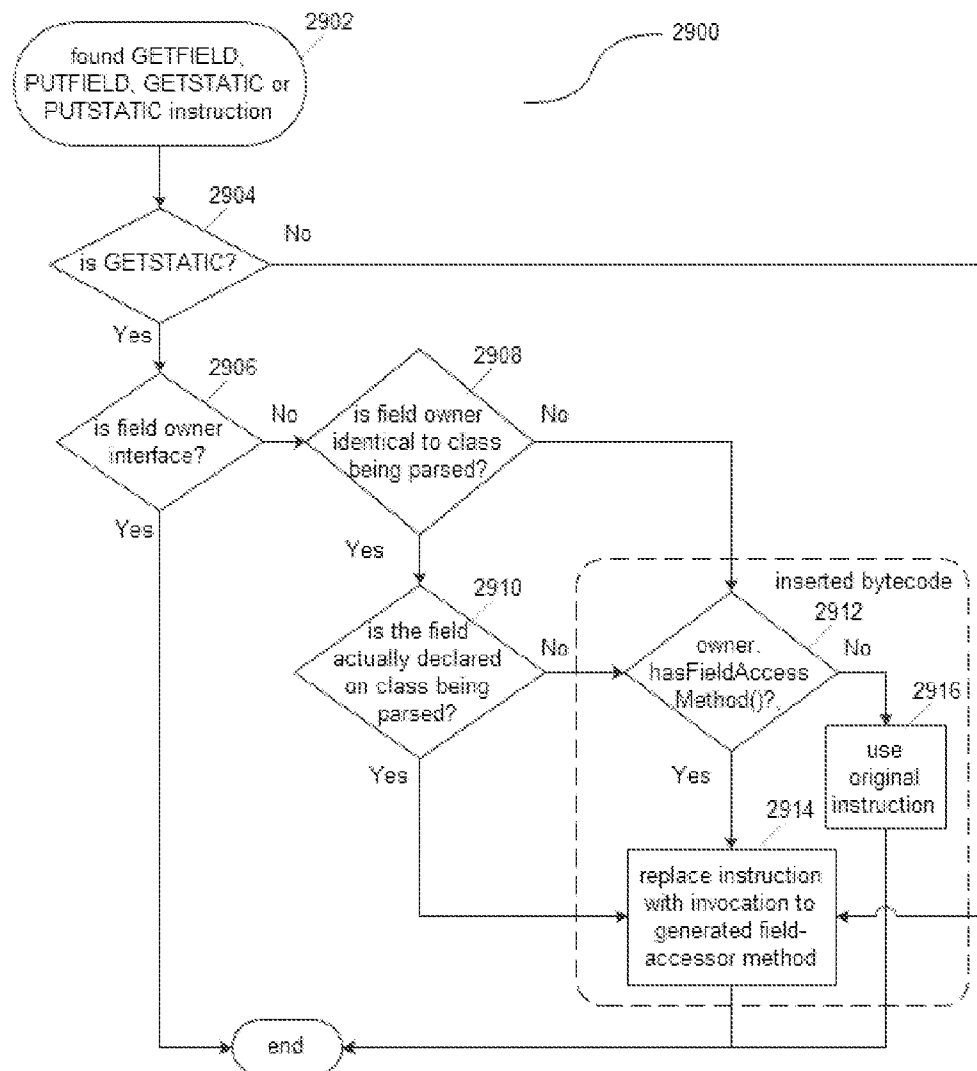 2902
2900
found GETFIELD,
PUTFIELD, GETSTATIC or
PUTSTATIC instruction
2904
No
is GETSTATIC?
Yes
2906
2908
No
No
is field owner
interface?
is field owner
identical to class
being parsed?
Yes
Yes
inserted bytecode
2910
2912
is the field
actually declared
on class being
parsed?
No
owner.
hasFieldAccess
Method()?
No
2916
Yes
Yes
use
original
instruction
2914
replace instruction
with invocation to
generated field-
accessor method
end